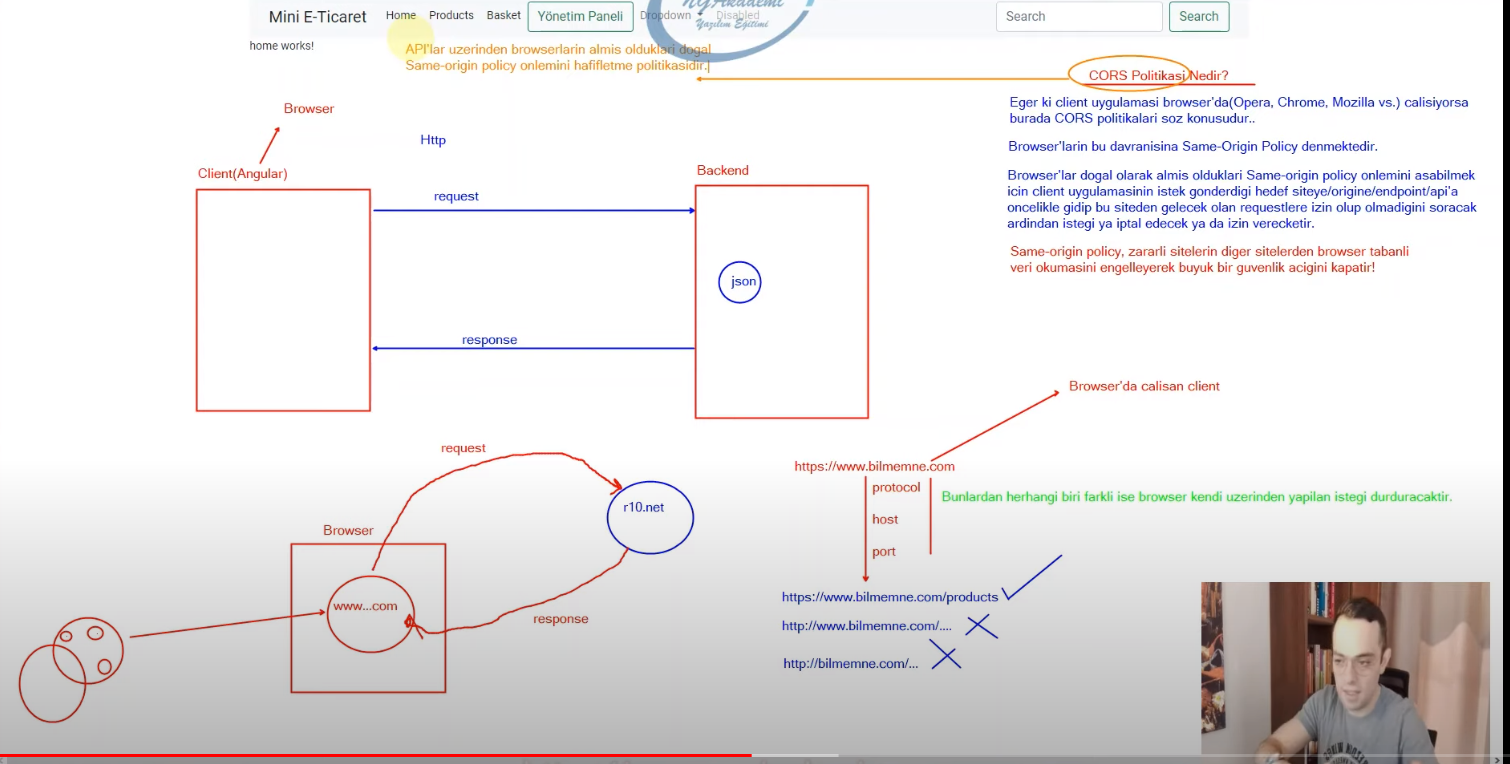 Mini E-Ticaret Home Products Basket Yönetim Paneli Dropdown Disabled Search Search
NGAkademi
Yazılım Eğitimi
home works!
API'lar uzerinden browserlarin almis olduklari dogal
Same-origin policy onlemini hafifletme politikasidir.
CORS Politikasi Nedir?
Eger ki client uygulamasi browser'da(Opera, Chrome, Mozilla vs.) calisiyorsa
burada CORS politikalari soz konusudur..
Browser'larin bu davranisina Same-Origin Policy denmektedir.
Browser'lar dogal olarak almis olduklari Same-origin policy onlemini asabilmek
icin client uygulamasinin istek gonderdigi hedef siteye/origine/endpoint/api'a
oncelikle gidip bu siteden gelecek olan requestlere izin olup olmadigini soracak
ardindan istegi ya iptal edecek ya da izin verecketir.
Same-origin policy, zararli sitelerin diger sitelerden browser tabanli
veri okumasini engelleyerek buyuk bir guvenlik acigini kapatir!
Browser
Http
Client(Angular)
Backend
request
json
response
Browser'da calisan client
request
https://www.bilmemne.com
protocol
host
port
Bunlardan herhangi biri farkli ise browser kendi uzerinden yapilan istegi durduracaktir.
r10.net
Browser
www...com
response
https://www.bilmemne.com/products
http://www.bilmemne.com/....
http://bilmemne.com/...